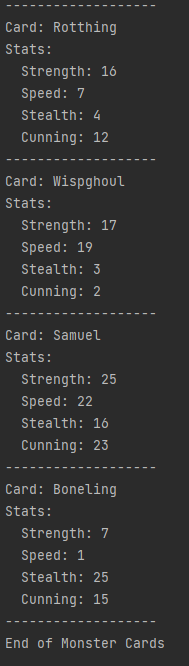 -------------------
Card: Rotthing
Stats:
  Strength: 16
  Speed: 7
  Stealth: 4
  Cunning: 12
-------------------
Card: Wispghoul
Stats:
  Strength: 17
  Speed: 19
  Stealth: 3
  Cunning: 2
-------------------
Card: Samuel
Stats:
  Strength: 25
  Speed: 22
  Stealth: 16
  Cunning: 23
-------------------
Card: Boneling
Stats:
  Strength: 7
  Speed: 1
  Stealth: 25
  Cunning: 15
-------------------
End of Monster Cards